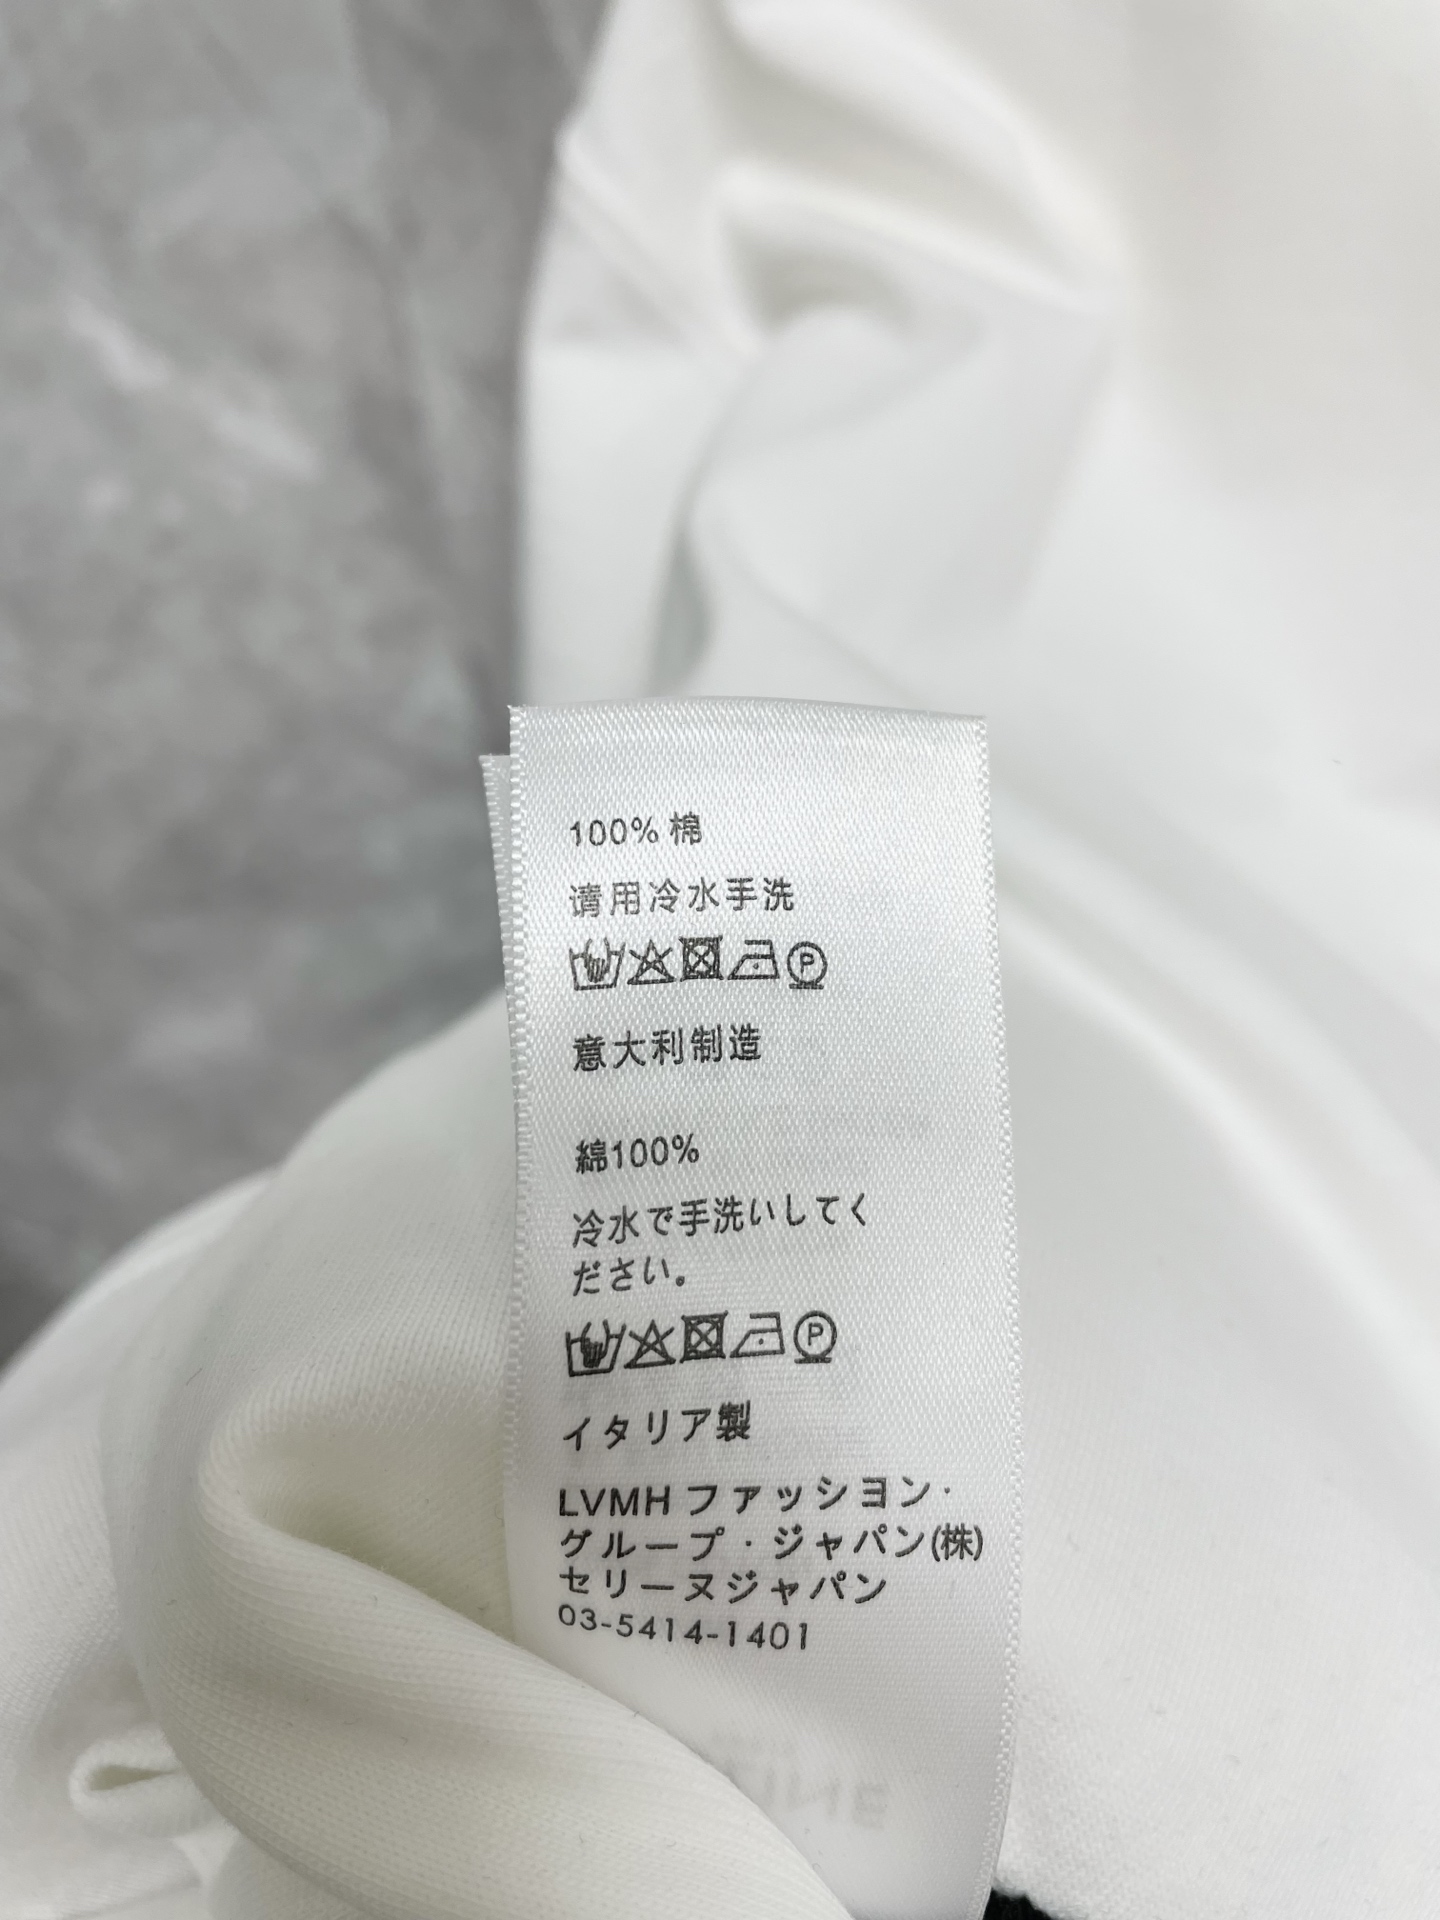 100% 棉
请用冷水手洗
P
意大利制造
綿100%
冷水で手洗いしてく
ださい。
P
イタリア製
LVMH ファッション・
グループ・ジャパン(株)
セリーヌジャパン
03-5414-1401